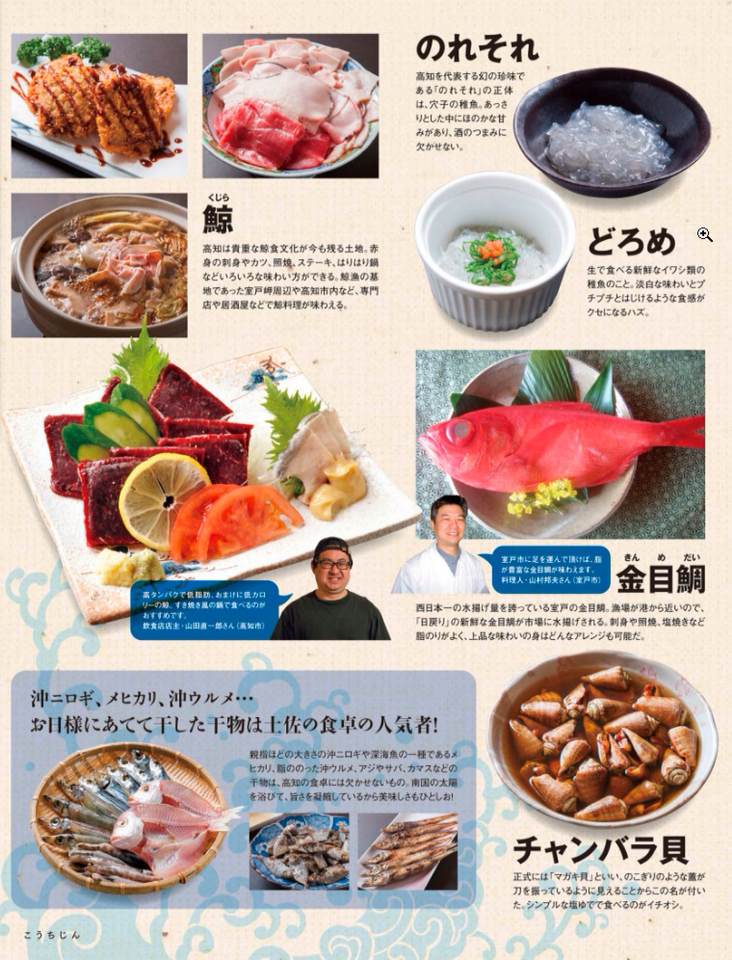 のれそれ
高知を代表する幻の珍味で
ある「のれそれ」の正体
は、穴子の稚魚。あっさ
りとした中にほのかな甘
みがあり、酒のつまみに
欠かせない。
くじら
鯨
高知は貴重な鯨食文化が今も残る土地。赤
身の刺身やカツ、照焼、ステーキ、はりはり鍋
などいろいろな味わい方ができる。鯨漁の基
地であった室戸岬周辺や高知市内など、専門
店や居酒屋などで鯨料理が味わえる。
どろめ
生で食べる新鮮なイワシ類の
稚魚のこと。淡白な味わいとプ
チプチとはじけるような食感が
クセになるハズ。
高タンパクで低脂肪、おまけに低カロ
リーの鯨。すき焼き風の鍋で食べるのが
おすすめです。
飲食店店主・山田直一郎さん(高知市)
室戸市に足を運んで頂けば、脂
が豊富な金目鯛が味わえます。
料理人・山村邦夫さん(室戸市)
きんめだい
金目鯛
西日本一の水揚げ量を誇っている室戸の金目鯛。漁場が港から近いので、
「日戻り」の新鮮な金目鯛が市場に水揚げされる。刺身や照焼、塩焼きなど
脂のりがよく、上品な味わいの身はどんなアレンジも可能だ。
沖ニロギ、メヒカリ、沖ウルメ…
お日様にあてて干した干物は土佐の食卓の人気者!
親指ほどの大きさの沖ニロギや深海魚の一種であるメ
ヒカリ、脂ののった沖ウルメ、アジやサバ、カマスなどの
干物は、高知の食卓には欠かせないもの。南国の太陽
を浴びて、旨さを凝縮しているから美味しさもひとしお!
チャンバラ貝
正式には「マガキ貝」といい、のこぎりのような蓋が
刀を振っているように見えることからこの名が付い
た。シンプルな塩ゆでで食べるのがイチオシ。
こうちじん